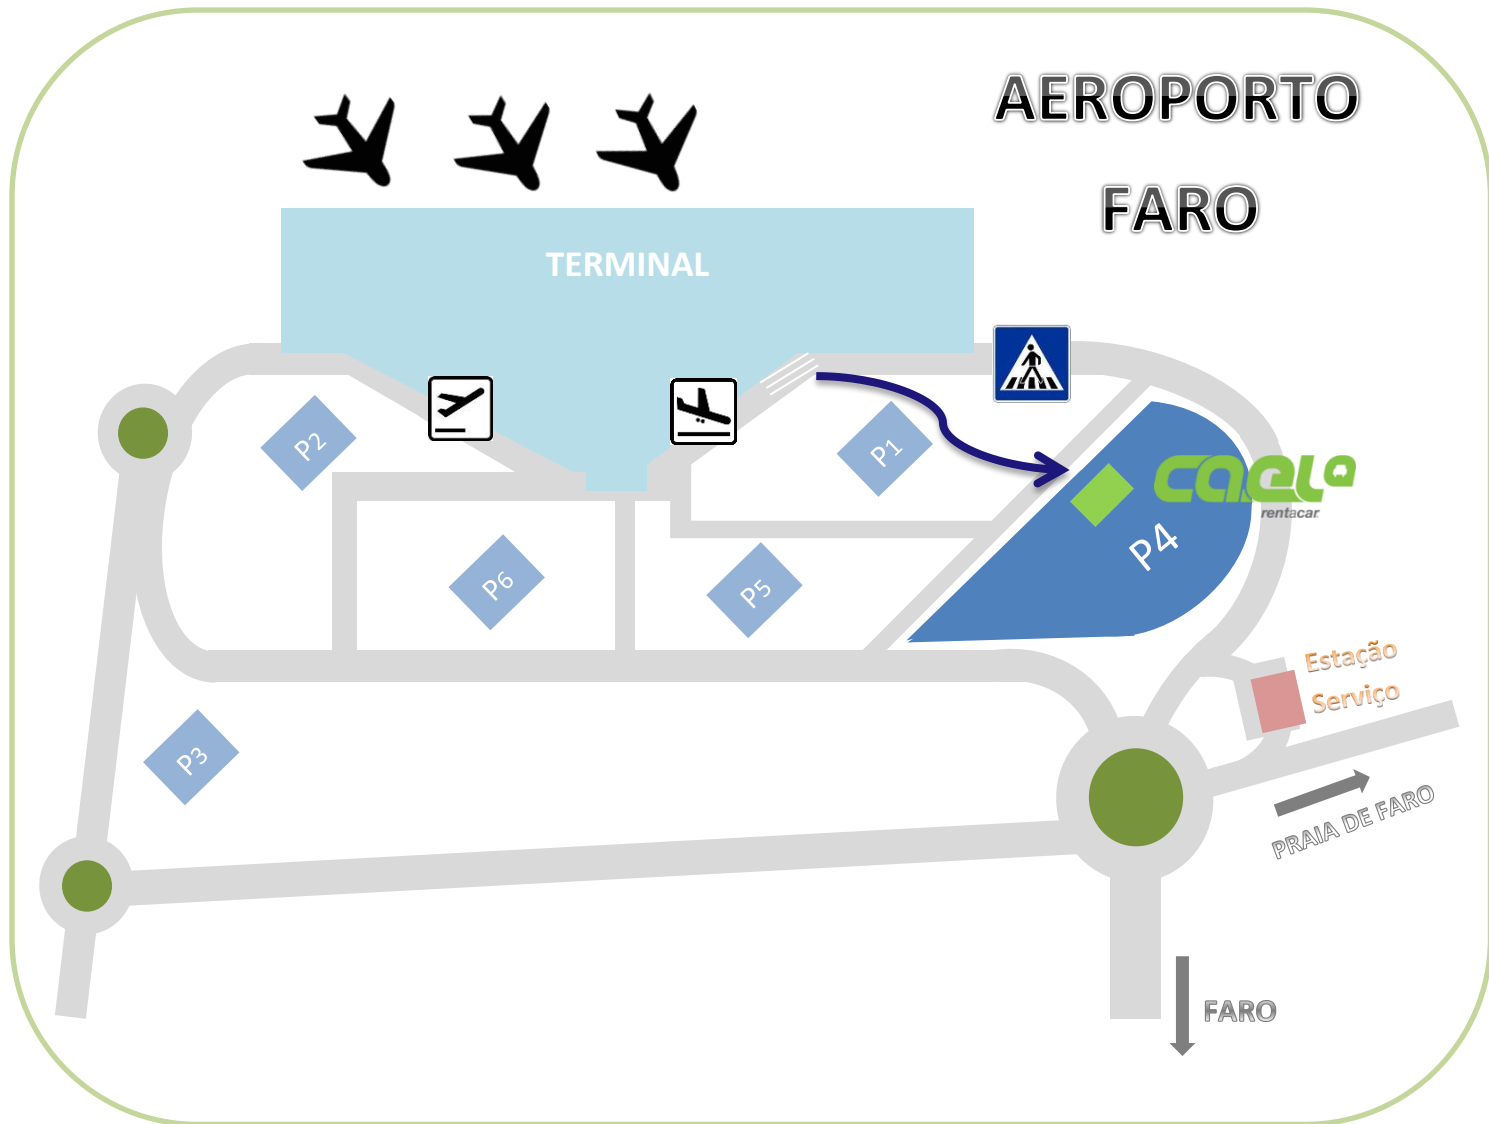 AEROPORTO
FARO
TERMINAL
P2
P1
caela
rentacar
P4
P6
P5
Estação
Serviço
P3
PRAIA DE FARO
FARO